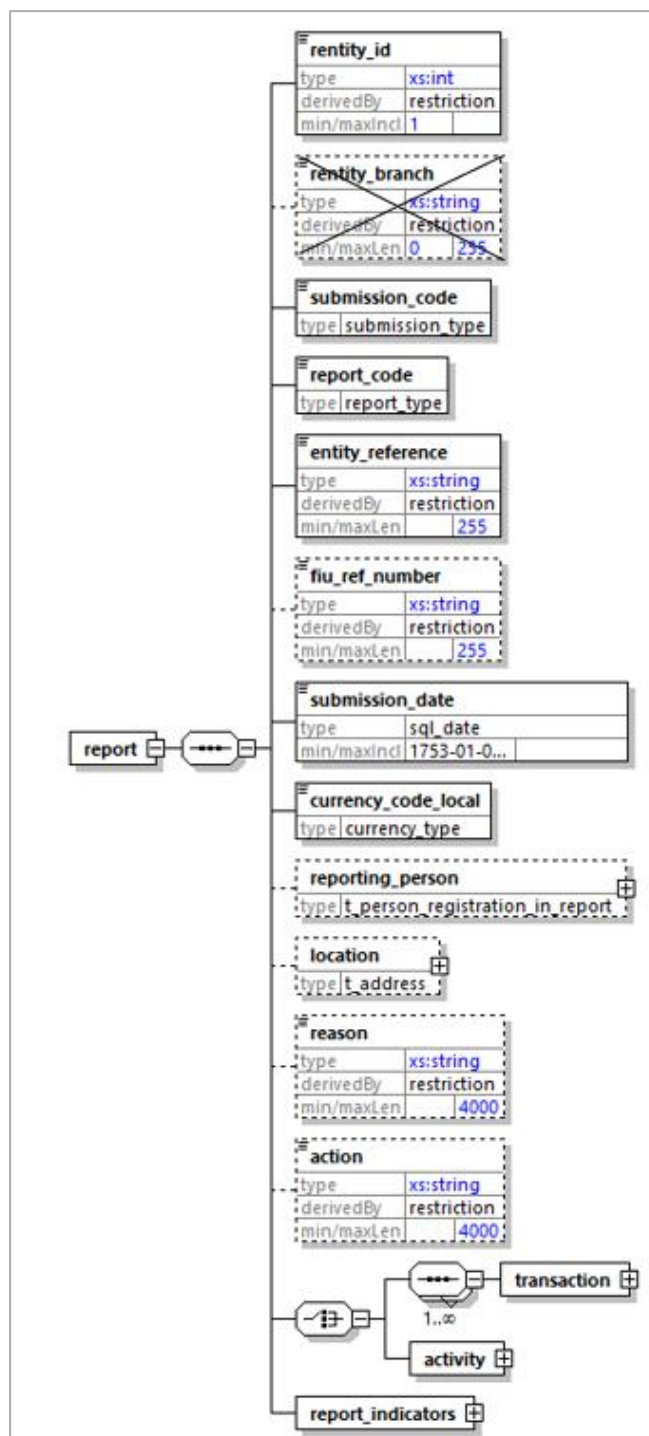 rentity_id
type xs:int
derivedBy restriction
min/maxIncl 1
rentity_branch
type xs:string
derivedBy restriction
min/maxLen 0 255
submission_code
type submission_type
report_code
type report_type
entity_reference
type xs:string
derivedBy restriction
min/maxLen 255
fiu_ref_number
type xs:string
derivedBy restriction
min/maxLen 255
submission_date
type sql_date
min/maxIncl 1753-01-0...
report
currency_code_local
type currency_type
reporting_person
type t_person_registration_in_report
location
type t_address
reason
type xs:string
derivedBy restriction
min/maxLen 4000
action
type xs:string
derivedBy restriction
min/maxLen 4000
transaction
1..∞
activity
report_indicators